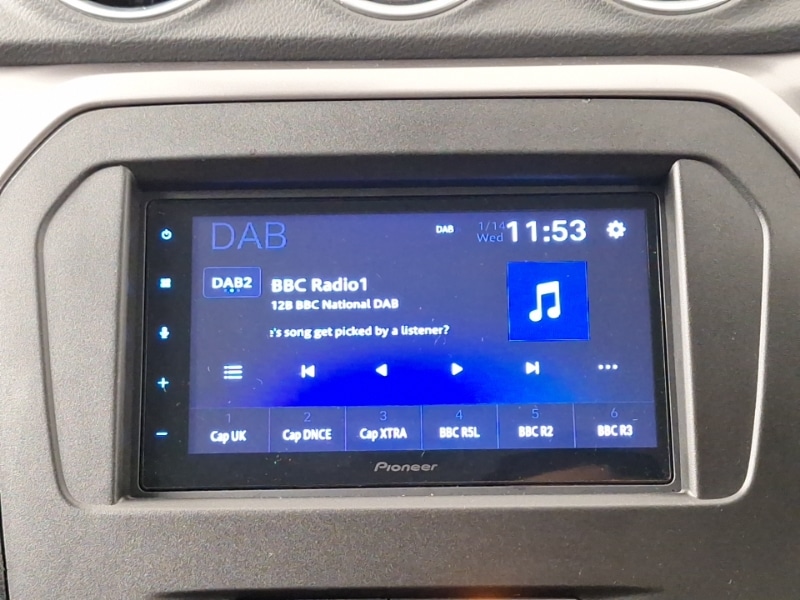 DAB
DAB
1/14
Wed
11:53
DAB2
BBC Radio1
12B BBC National DAB
's song get picked by a listener?
1 2 3 4 5 6
Cap UK Cap DNCE Cap XTRA BBC R5L BBC R2 BBC R3
Pioneer